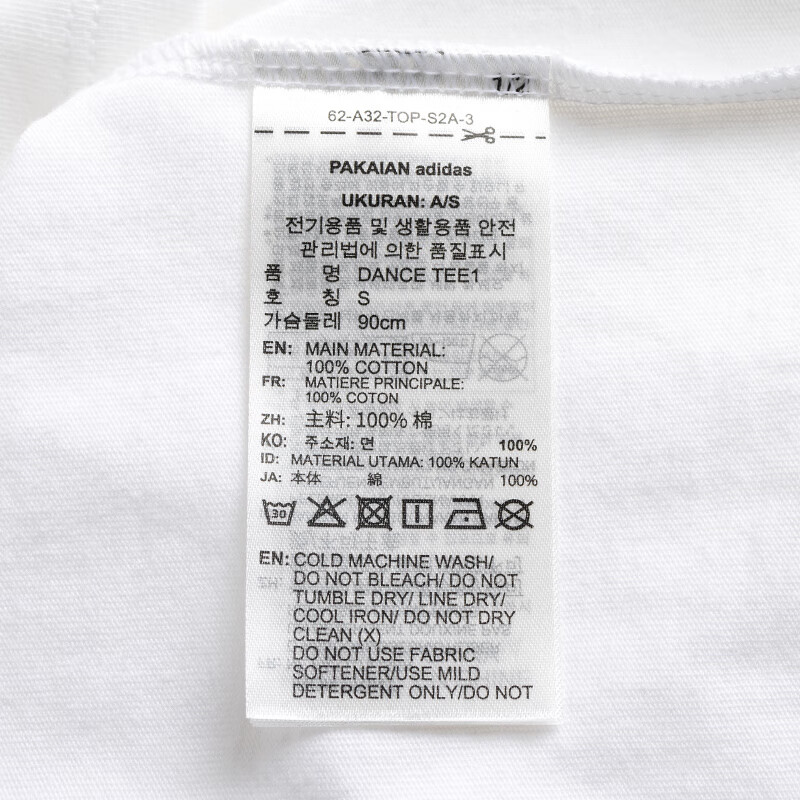 1/2
62-A32-TOP-S2A-3
PAKAIAN adidas
UKURAN: A/S
전기용품 및 생활용품 안전
관리법에 의한 품질표시
품 명 DANCE TEE1
호 칭 S
가슴둘레 90cm
EN: MAIN MATERIAL:
100% COTTON
FR: MATIERE PRINCIPALE:
100% COTON
ZH: 主料: 100% 棉
KO: 주소재: 면 100%
ID: MATERIAL UTAMA: 100% KATUN
JA: 本体 綿 100%
30
EN: COLD MACHINE WASH/
DO NOT BLEACH/ DO NOT
TUMBLE DRY/ LINE DRY/
COOL IRON/ DO NOT DRY
CLEAN (X)
DO NOT USE FABRIC
SOFTENER/USE MILD
DETERGENT ONLY/DO NOT